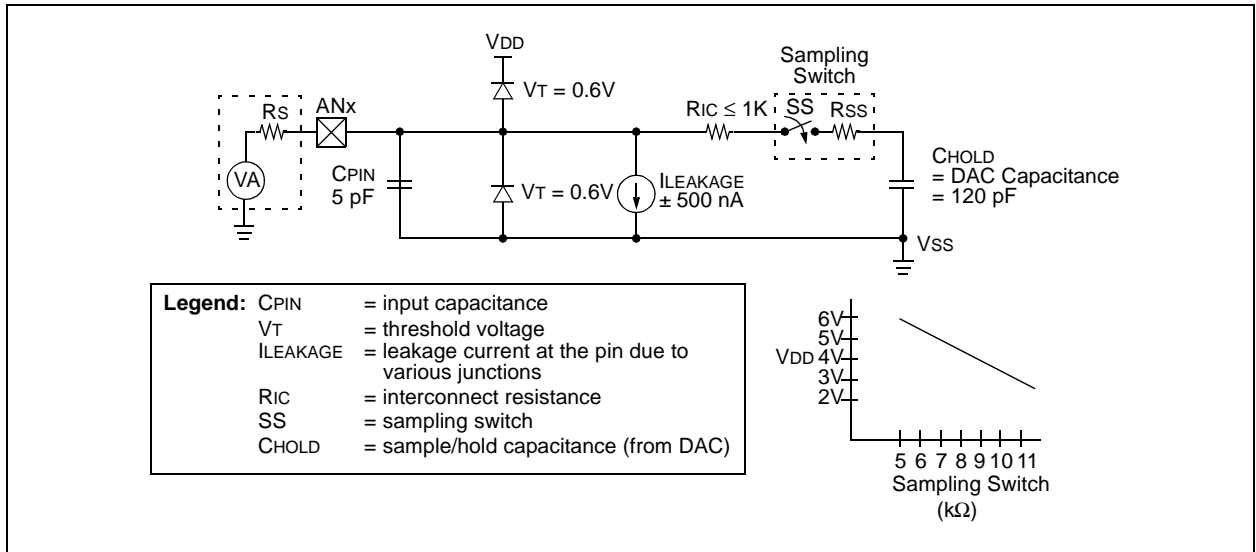 VDD
Sampling
Switch
VT = 0.6V
RS
ANx
RIC ≤ 1K
SS
RSS
VA
CPIN
5 pF
VT = 0.6V
ILEAKAGE
± 500 nA
CHOLD
= DAC Capacitance
= 120 pF
VSS
Legend: CPIN = input capacitance
VT = threshold voltage
ILEAKAGE = leakage current at the pin due to
various junctions
RIC = interconnect resistance
SS = sampling switch
CHOLD = sample/hold capacitance (from DAC)
6V
5V
VDD 4V
3V
2V
5 6 7 8 9 10 11
Sampling Switch
(kΩ)